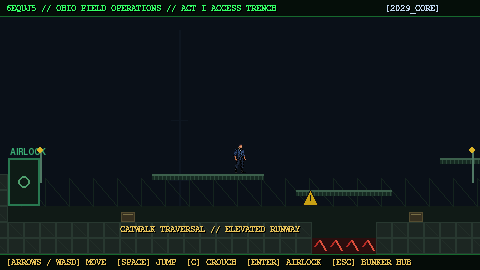 6EQUJ5 // OHIO FIELD OPERATIONS // ACT I ACCESS TRENCH
[2029_CORE]
AIRLOCK
CATWALK TRAVERSAL // ELEVATED RUNWAY
[ARROWS / WASD] MOVE [SPACE] JUMP [C] CROUCH [ENTER] AIRLOCK [ESC] BUNKER HUB